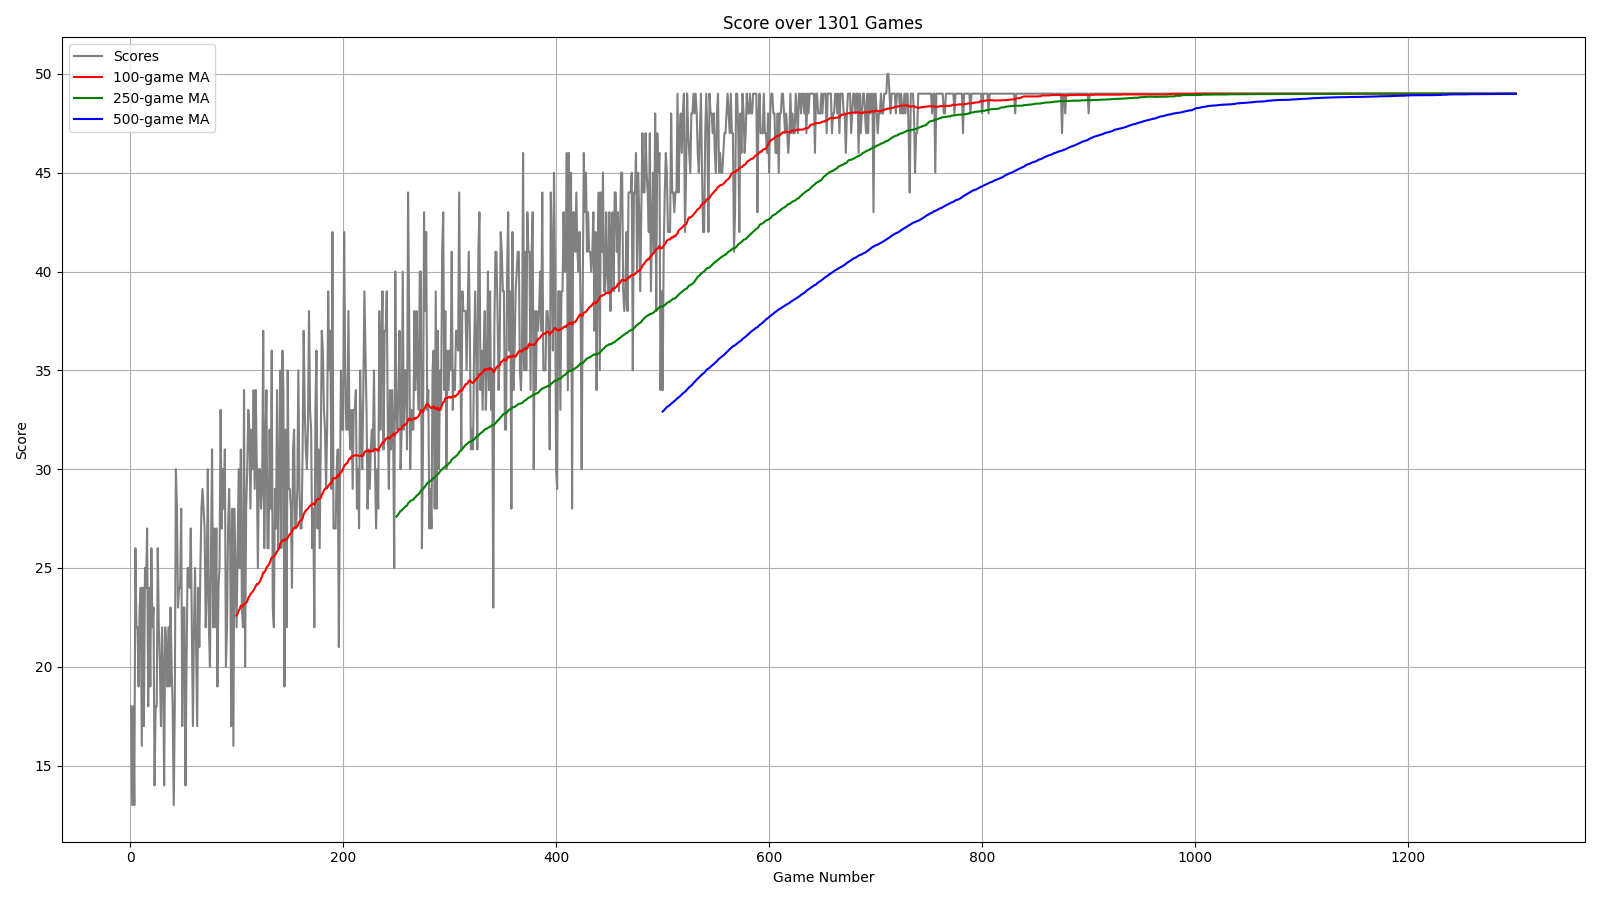 Score over 1301 Games
Scores
100-game MA
250-game MA
500-game MA
50
45
40
35
30
25
20
15
Score
0 200 400 600 800 1000 1200
Game Number